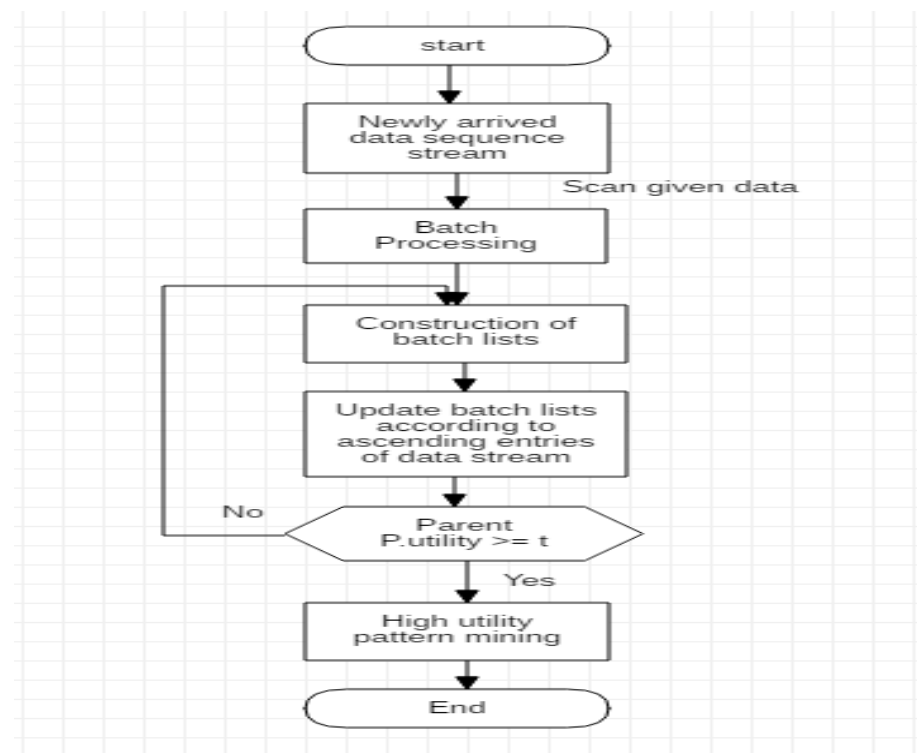 start
Newly arrived
data sequence
stream
Scan given data
Batch
Processing
Construction of
batch lists
Update batch lists
according to
ascending entries
of data stream
No
Parent
P.utility >= t
Yes
High utility
pattern mining
End